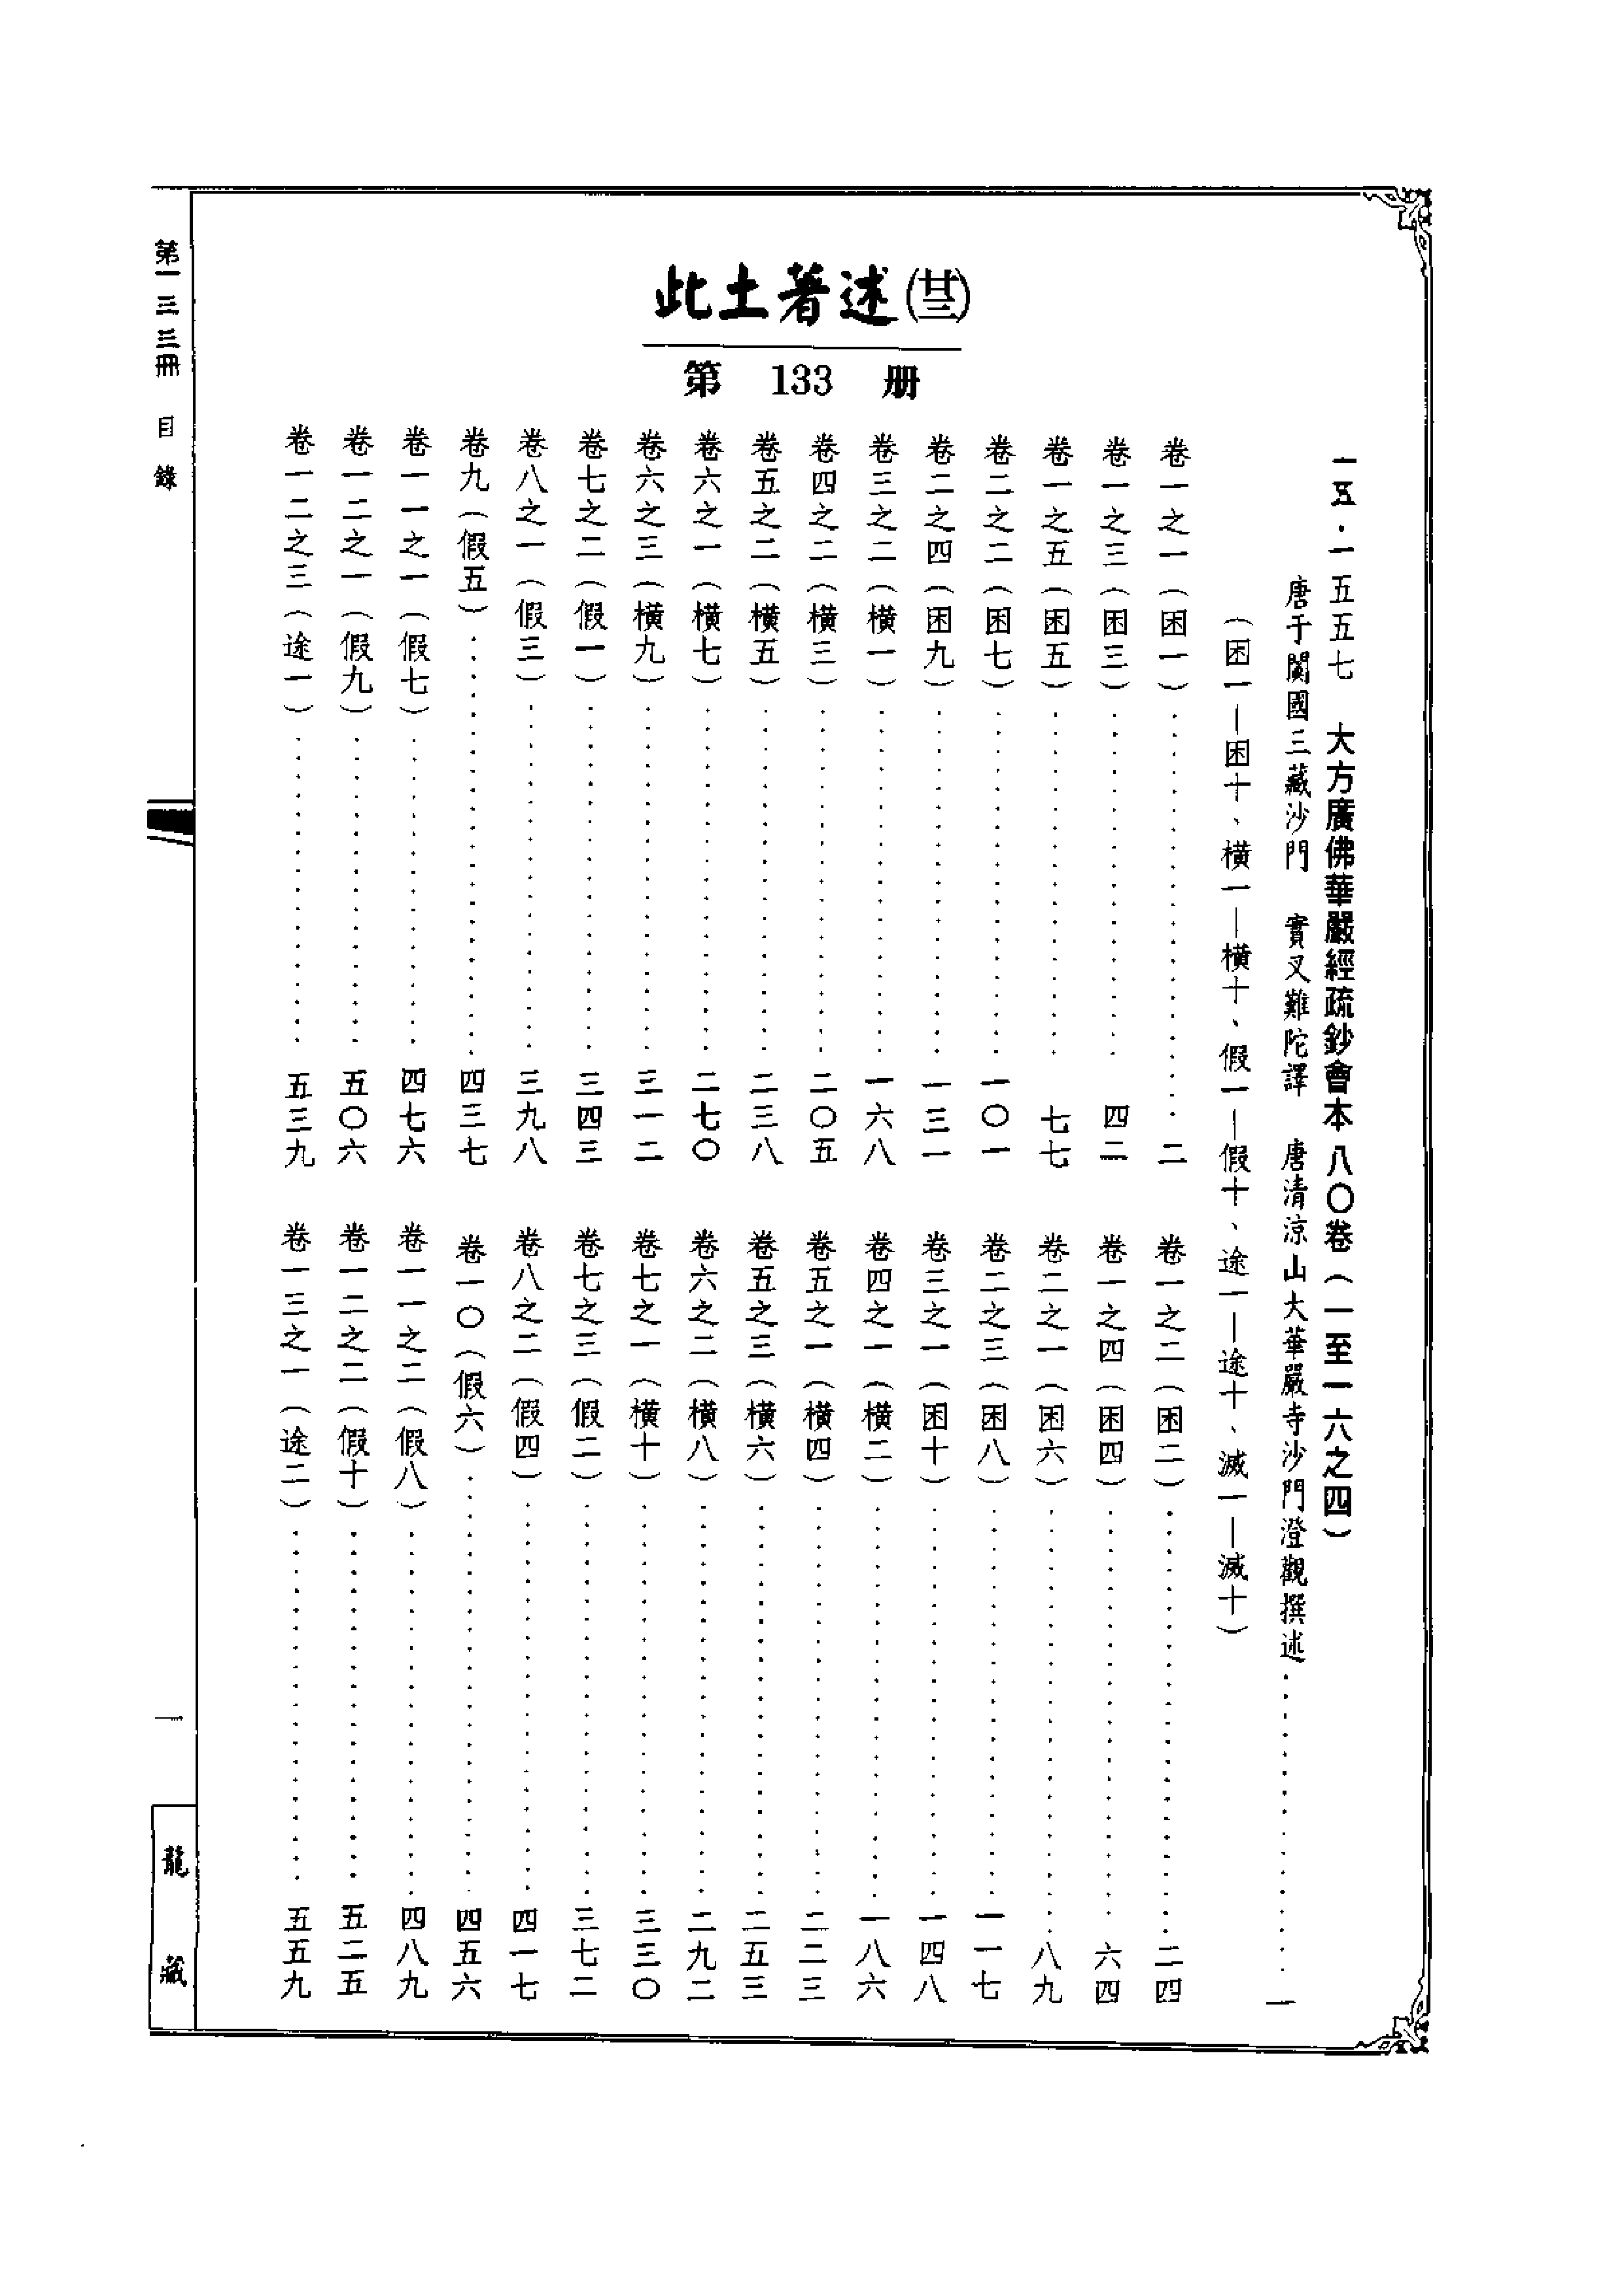 此土著述(廿三)
第 133 册
一五·一五五七 大方廣佛華嚴經疏鈔會本八〇卷(一至一六之四)
唐于闐國三藏沙門 實叉難陀譯 唐清涼山大華嚴寺沙門澄觀撰述……一
(困一—困十、橫一—橫十、假一—假十、途一—途十、滅一—滅十)
卷一之一(困一)……二
卷一之二(困二)……二四
卷一之三(困三)……四二
卷一之四(困四)……六四
卷一之五(困五)……七七
卷二之一(困六)……八九
卷二之二(困七)……一〇一
卷二之三(困八)……一一七
卷二之四(困九)……一三一
卷三之一(困十)……一四八
卷三之二(橫一)……一六八
卷四之一(橫二)……一八六
卷四之二(橫三)……二〇五
卷五之一(橫四)……二二三
卷五之二(橫五)……二三八
卷五之三(橫六)……二五三
卷六之一(橫七)……二七〇
卷六之二(橫八)……二九二
卷六之三(橫九)……三一二
卷七之一(橫十)……三三〇
卷七之二(假一)……三四三
卷七之三(假二)……三七二
卷八之一(假三)……三九八
卷八之二(假四)……四一七
卷九(假五)……四三七
卷一〇(假六)……四五六
卷一一之一(假七)……四七六
卷一一之二(假八)……四八九
卷一二之一(假九)……五〇六
卷一二之二(假十)……五二五
卷一二之三(途一)……五三九
卷一三之一(途二)……五五九
第一三三冊 目錄
一
龍藏